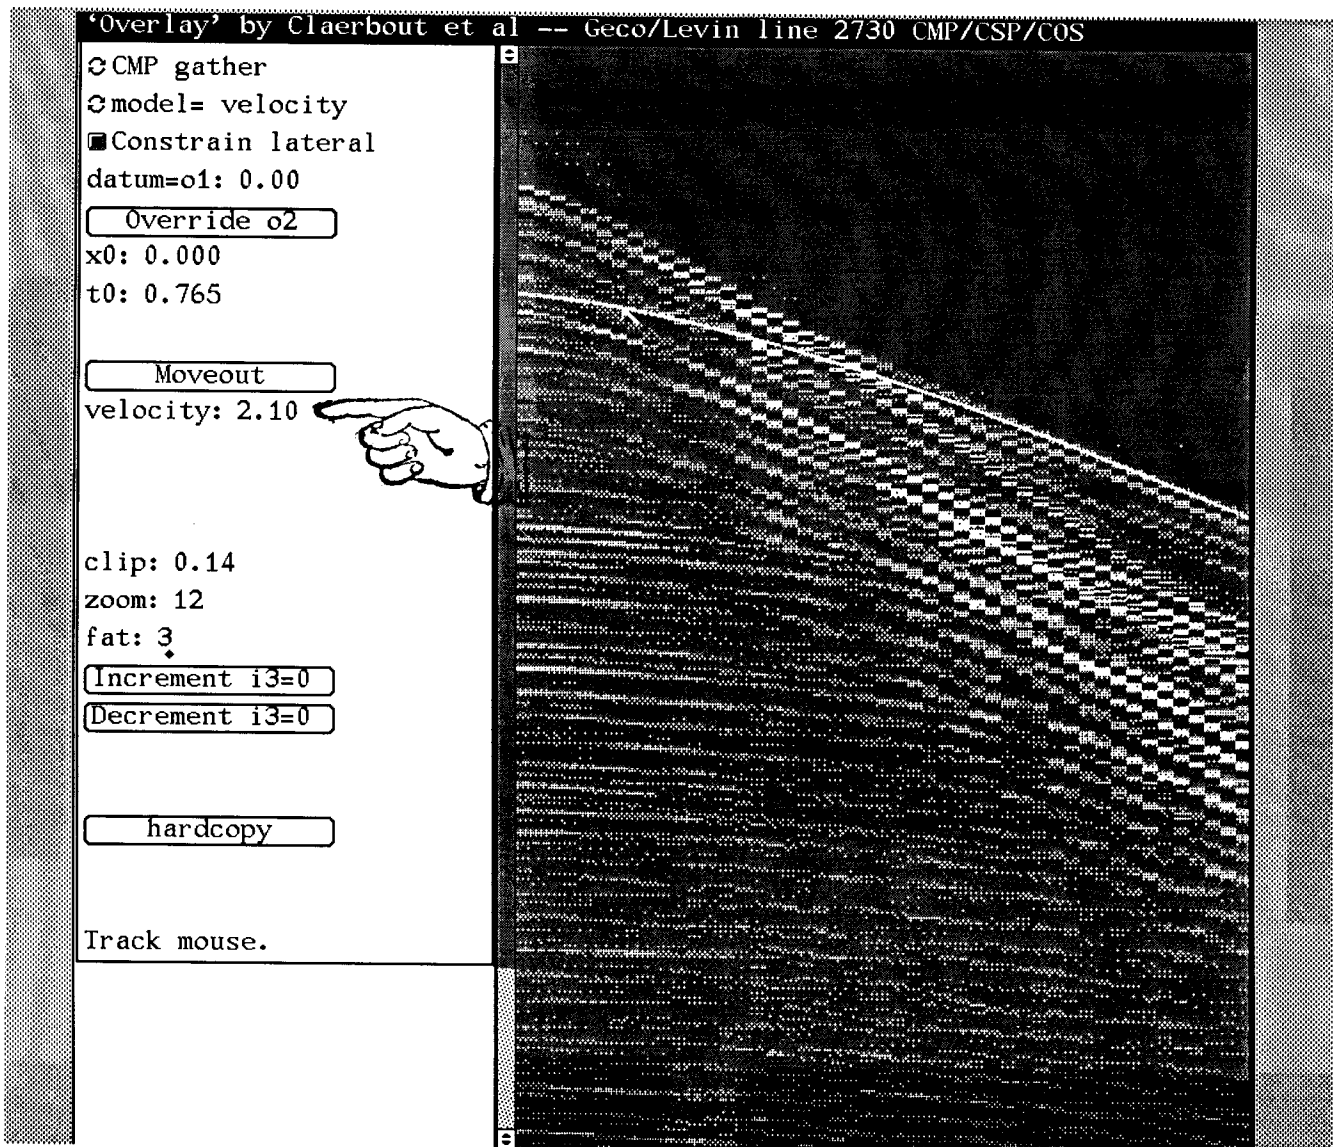 ‘Overlay’ by Claerbout et al -- Geco/Levin line 2730 CMP/CSP/COS
CMP gather
model= velocity
Constrain lateral
datum=o1: 0.00
Override o2
x0: 0.000
t0: 0.765
Moveout
velocity: 2.10
clip: 0.14
zoom: 12
fat: 3
Increment i3=0
Decrement i3=0
hardcopy
Track mouse.